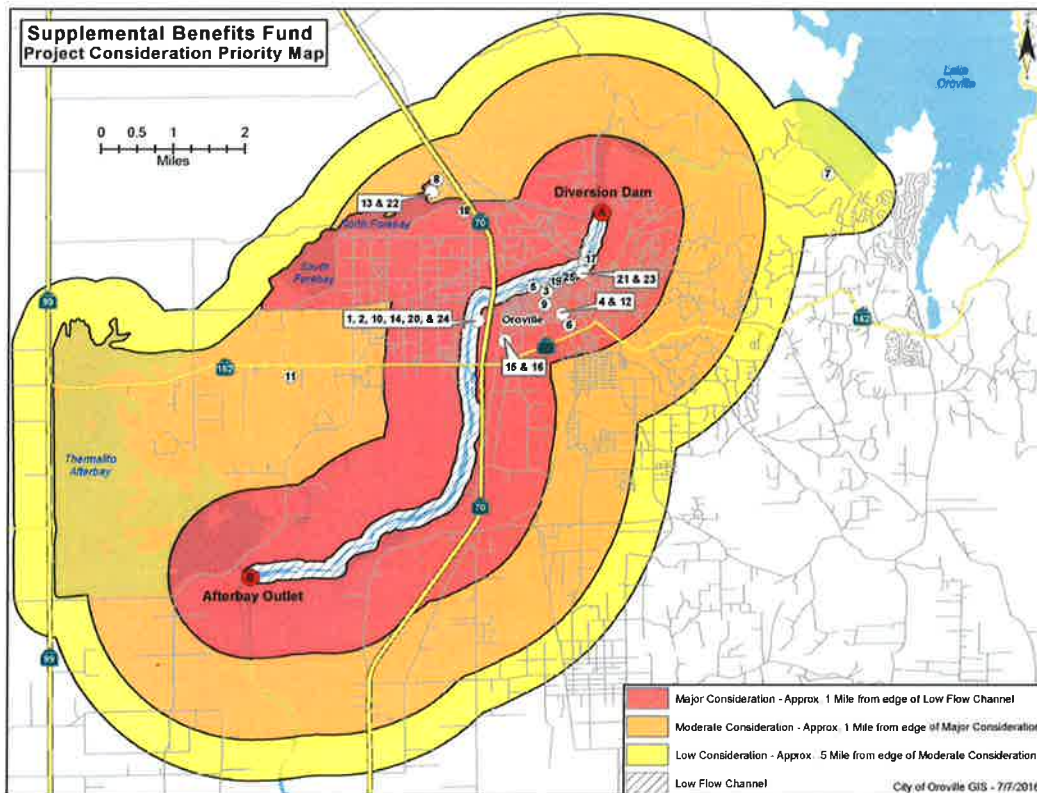 Supplemental Benefits Fund
Project Consideration Priority Map
0 .5 1 2
Miles
Lake
Oroville
99
70
8
13 & 22
18
North Forebay
South
Forebay
Diversion Dam
A
7
17
25
19
21 & 23
5
3
9
4 & 12
6
1, 2, 10, 14, 20, & 24
Oroville
15 & 16
162
162
11
Thermalito
Afterbay
70
B
Afterbay Outlet
99
Major Consideration - Approx. 1 Mile from edge of Low Flow Channel
Moderate Consideration - Approx. 1 Mile from edge of Major Consideration
Low Consideration - Approx. .5 Mile from edge of Moderate Consideration
Low Flow Channel
City of Oroville GIS - 7/7/2016